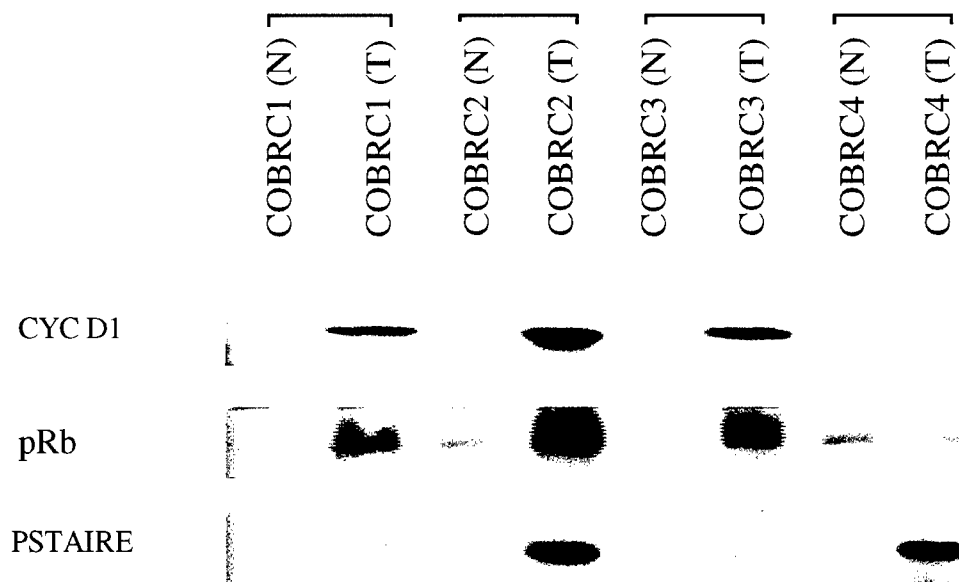 COBRC1 (N)
COBRC1 (T)
COBRC2 (N)
COBRC2 (T)
COBRC3 (N)
COBRC3 (T)
COBRC4 (N)
COBRC4 (T)
CYC D1
pRb
PSTAIRE